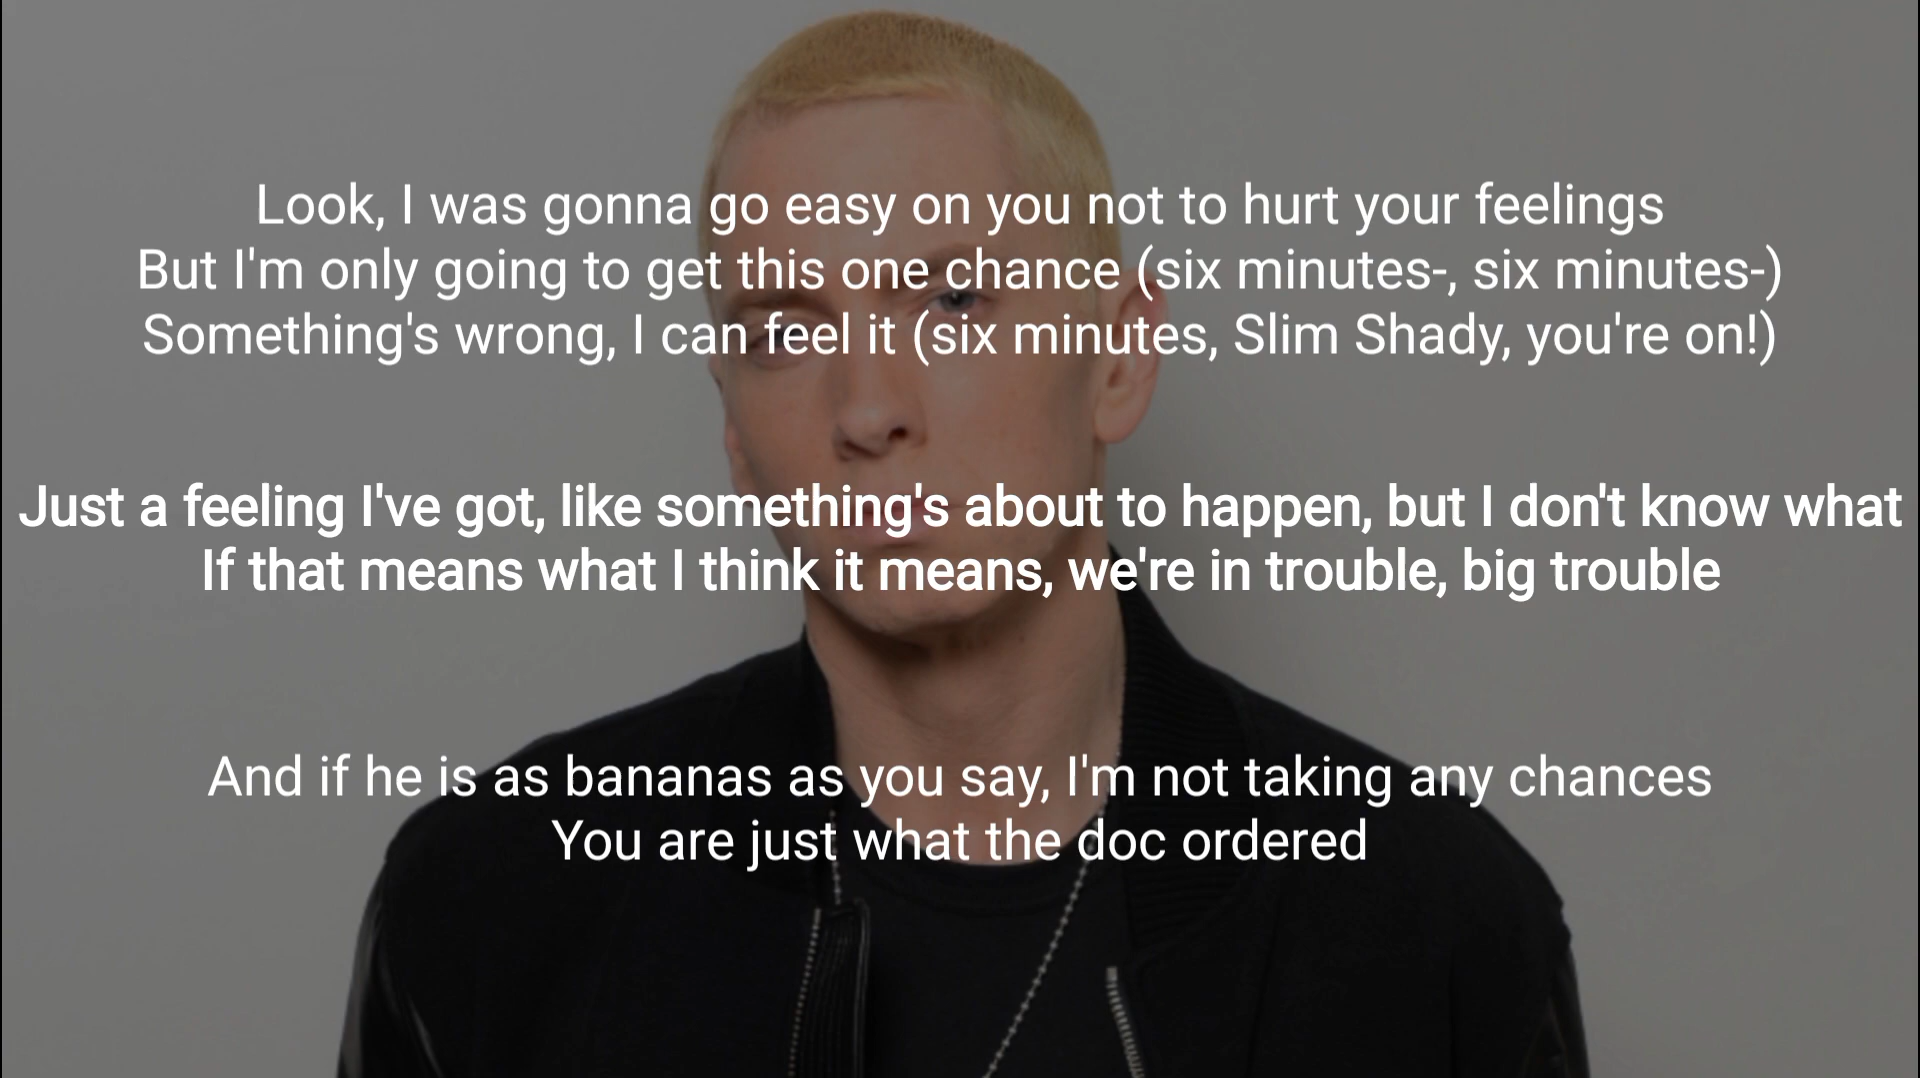 Look, I was gonna go easy on you not to hurt your feelings
But I'm only going to get this one chance (six minutes-, six minutes-)
Something's wrong, I can feel it (six minutes, Slim Shady, you're on!)
Just a feeling I've got, like something's about to happen, but I don't know what
If that means what I think it means, we're in trouble, big trouble
And if he is as bananas as you say, I'm not taking any chances
You are just what the doc ordered